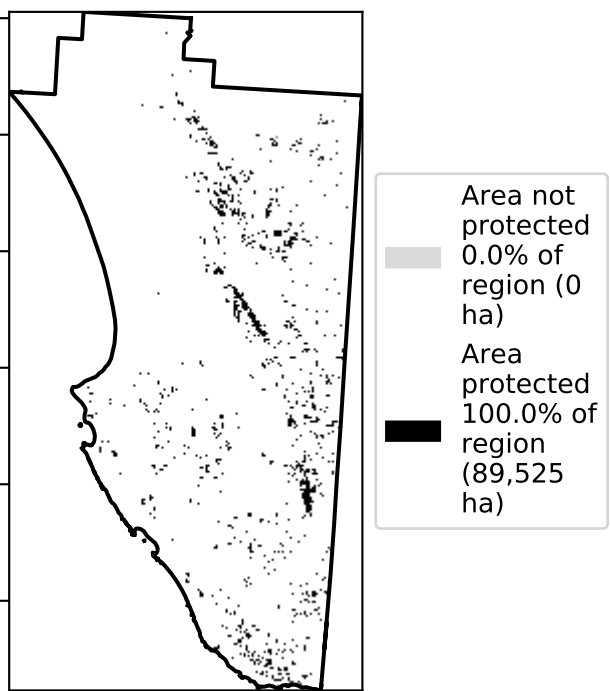 Area not
protected
0.0% of
region (0
ha)
Area
protected
100.0% of
region
(89,525
ha)